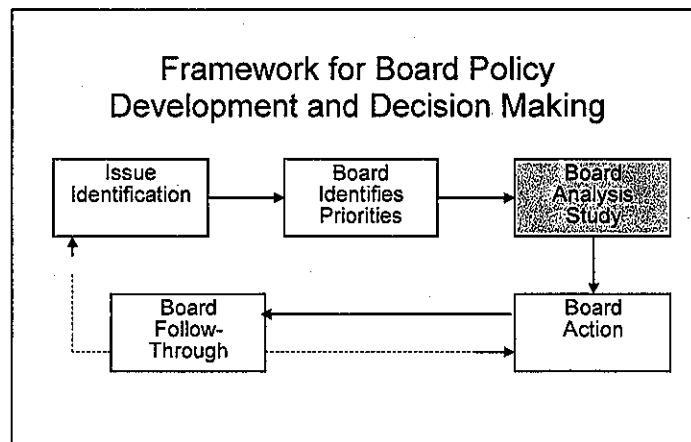 Framework for Board Policy
Development and Decision Making
Issue
Identification
Board
Identifies
Priorities
Board
Analysis
Study
Board
Follow-
Through
Board
Action